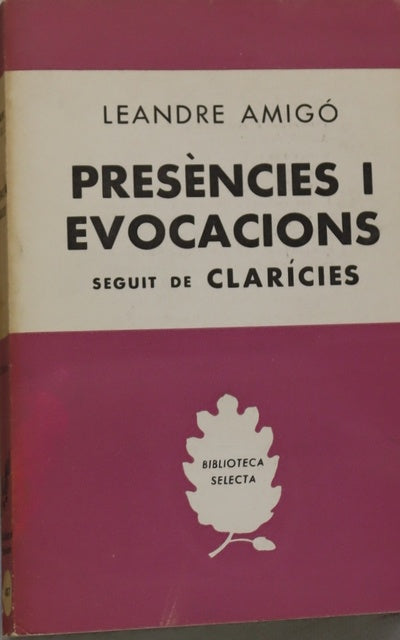 LEANDRE AMIGÓ
PRESÈNCIES I
EVOCACIONS
SEGUIT DE CLARÍCIES
BIBLIOTECA
SELECTA